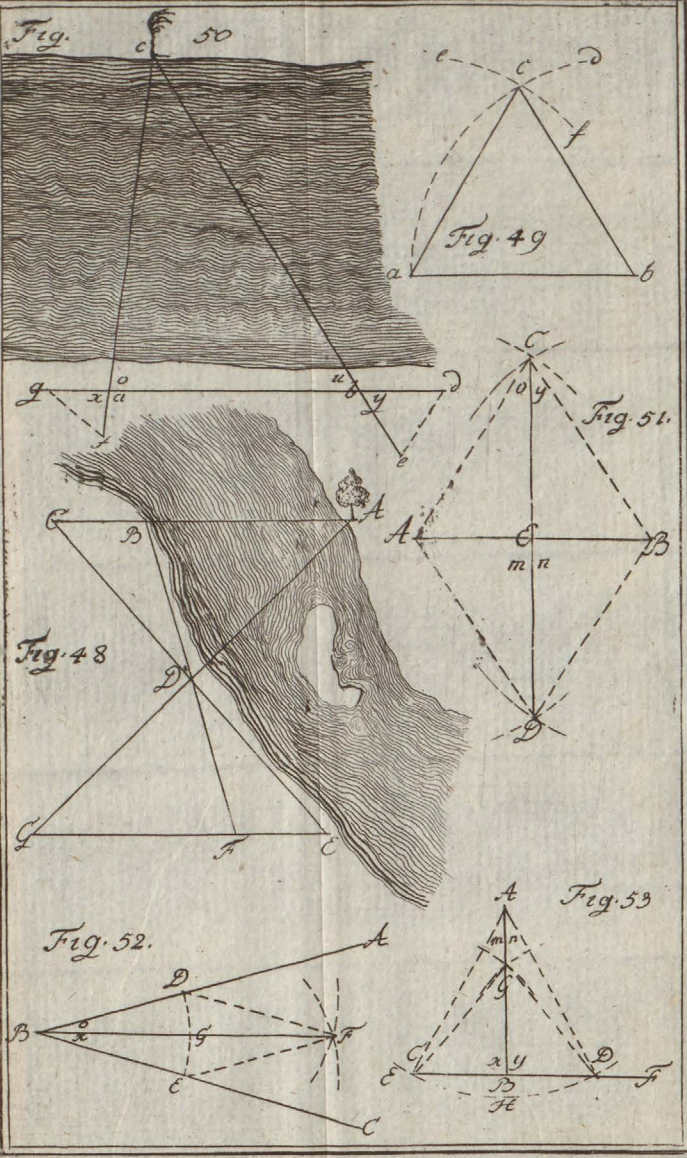 Fig. 50
c
e c d
f
Fig. 49
a b
g x o a u b y d
f
e
C
o y
Fig. 51.
A E B
m n
D
C B A
Fig. 48
D
G F E
Fig. 52.
A
D
B o x G F
E
C
Fig. 53
A
m n
G
E C x y D F
B
H